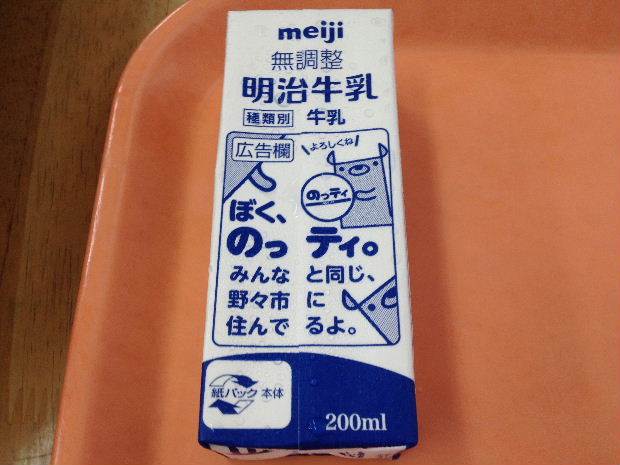 meiji
無調整
明治牛乳
種類別 牛乳
広告欄
よろしくね
のっティ
ぼく、
のっティ。
みんなと同じ、
野々市に
住んでるよ。
紙パック 本体
200ml